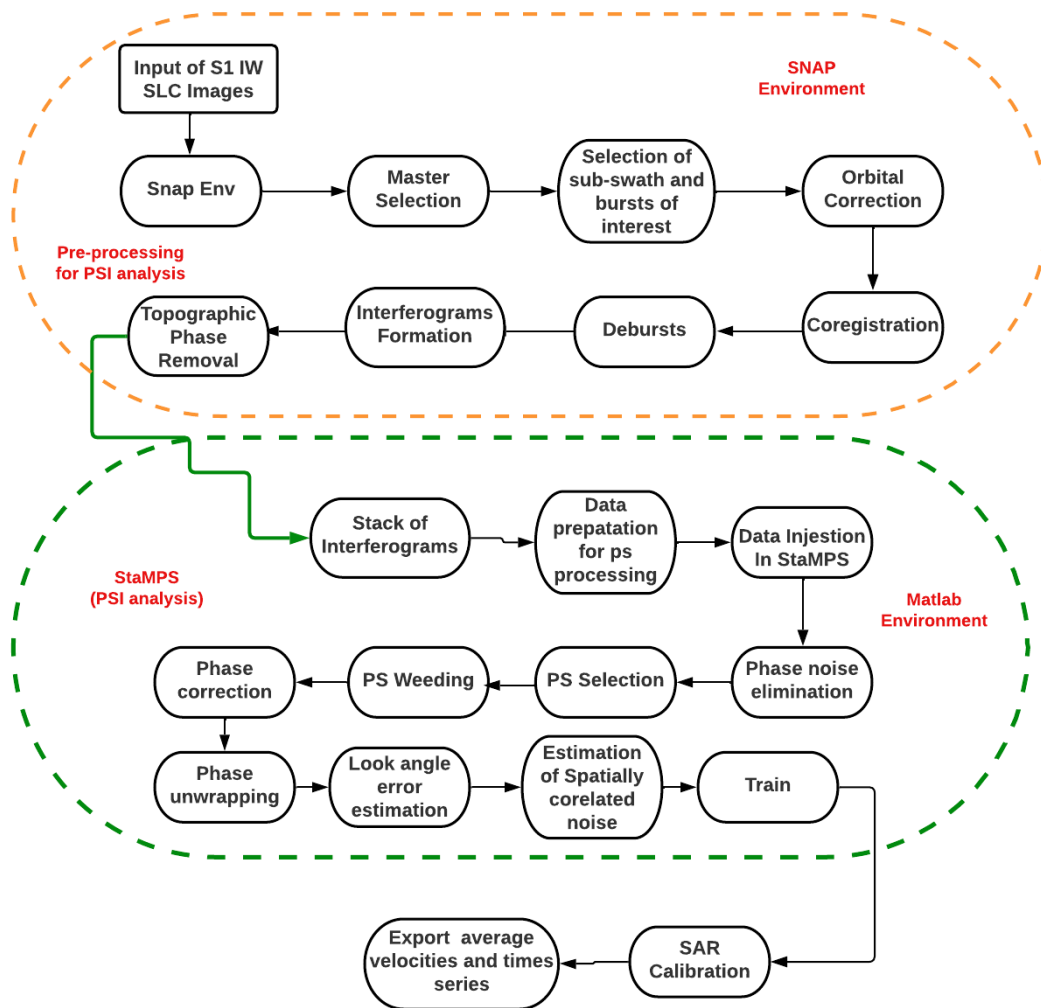 Input of S1 IW
SLC Images
SNAP
Environment
Snap Env
Master
Selection
Selection of
sub-swath and
bursts of
interest
Orbital
Correction
Pre-processing
for PSI analysis
Topographic
Phase
Removal
Interferograms
Formation
Debursts
Coregistration
Stack of
Interferograms
Data
prepatation
for ps
processing
Data Injestion
In StaMPS
StaMPS
(PSI analysis)
Matlab
Environment
Phase
correction
PS Weeding
PS Selection
Phase noise
elimination
Phase
unwrapping
Look angle
error
estimation
Estimation
of Spatially
corelated
noise
Train
Export average
velocities and times
series
SAR
Calibration